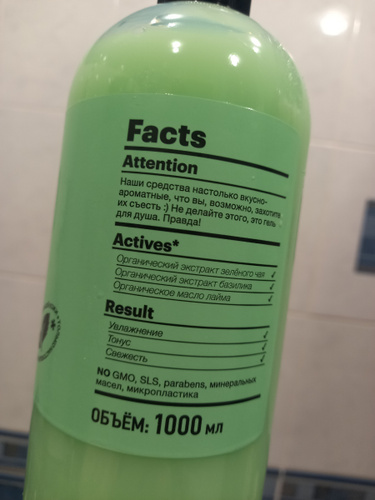 Facts
Attention
Наши средства настолько вкусно-
ароматные, что вы, возможно, захотите
их съесть :) Не делайте этого, это гель
для душа. Правда!
Actives*
Органический экстракт зелёного чая ✓
Органический экстракт базилика ✓
Органическое масло лайма ✓
Result
Увлажнение ✓
Тонус ✓
Свежесть ✓
NO GMO, SLS, parabens, минеральных
масел, микропластика
ОБЪЁМ: 1000 мл